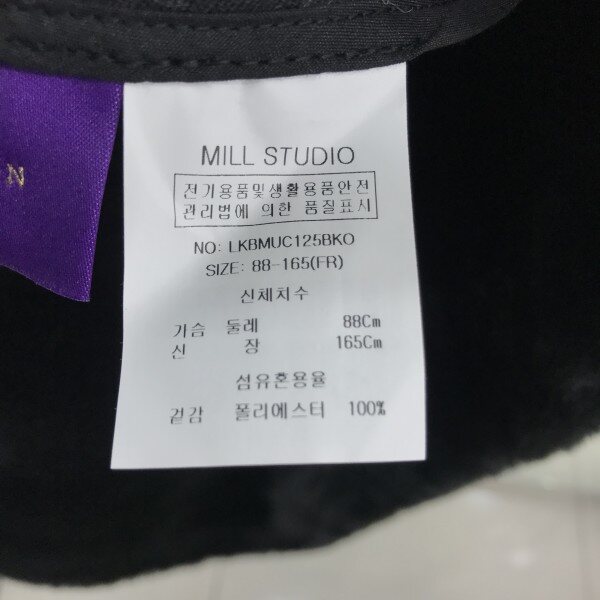 MILL STUDIO
전기용품및생활용품안전
관리법에 의한 품질표시
NO: LKBMUC125BKO
SIZE: 88-165(FR)
신체치수
가슴 둘레 88Cm
신 장 165Cm
섬유혼용율
겉감 폴리에스터 100%
N